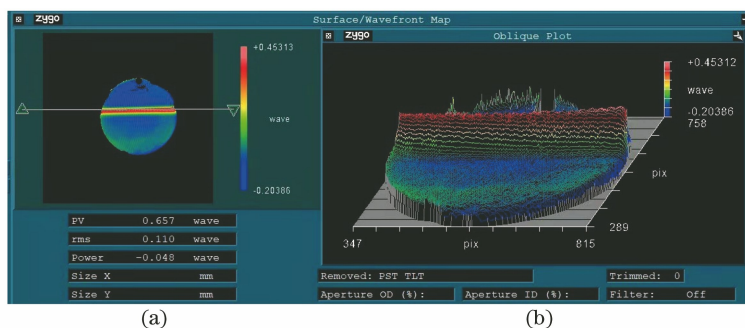 zygo
Surface/Wavefront Map
+0.45313
wave
-0.20386
PV 0.657 wave
rms 0.110 wave
Power -0.048 wave
Size X mm
Size Y mm
zygo
Oblique Plot
+0.45312
wave
-0.20386
758
pix
289
347 pix 815
Removed: PST TLT
Trimmed: 0
Aperture OD (%):
Aperture ID (%):
Filter: Off
(a)
(b)